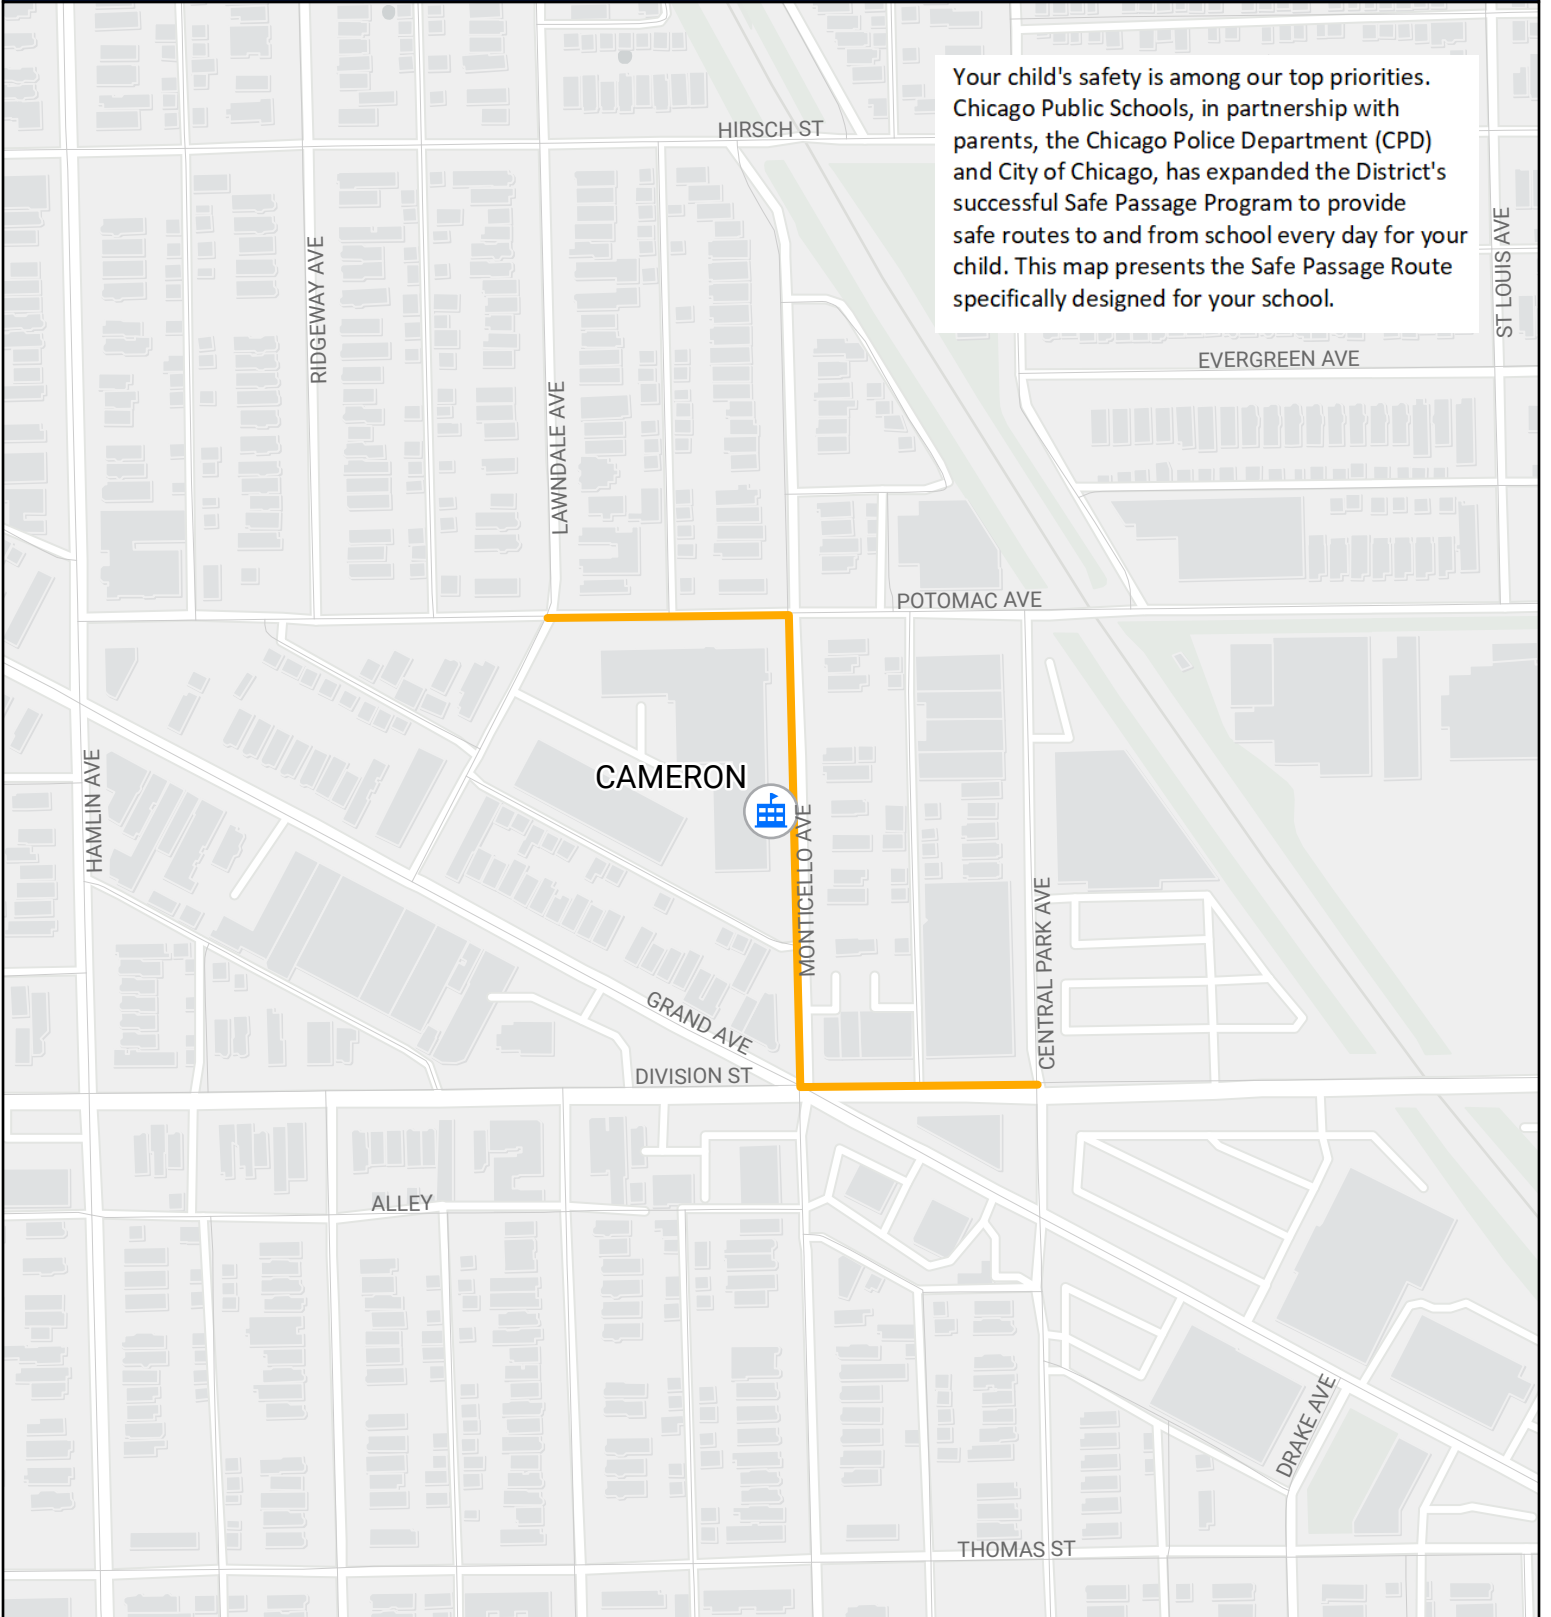 Your child's safety is among our top priorities.
Chicago Public Schools, in partnership with
parents, the Chicago Police Department (CPD)
and City of Chicago, has expanded the District's
successful Safe Passage Program to provide
safe routes to and from school every day for your
child. This map presents the Safe Passage Route
specifically designed for your school.
HIRSCH ST
RIDGEWAY AVE
ST LOUIS AVE
EVERGREEN AVE
LAWNDALE AVE
POTOMAC AVE
CAMERON
HAMLIN AVE
MONTICELLO AVE
CENTRAL PARK AVE
GRAND AVE
DIVISION ST
ALLEY
DRAKE AVE
THOMAS ST